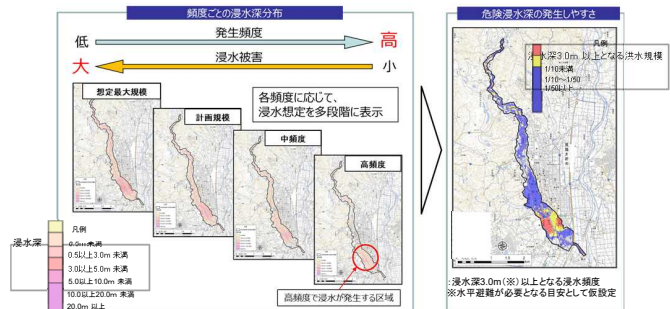 頻度ごとの浸水深分布
低
発生頻度
高
大
浸水被害
小
各頻度に応じて、
浸水想定を多段階に表示
想定最大規模
計画規模
中頻度
高頻度
浸水深
凡例
0.5m未満
0.5以上3.0m 未満
3.0以上5.0m 未満
5.0以上10.0m 未満
10.0以上20.0m 未満
20.0m 以上
高頻度で浸水が発生する区域
危険浸水深の発生しやすさ
凡例
浸水深3.0m 以上となる洪水規模
1/10未満
1/10～1/50
1/50以上
:浸水深3.0m(※)以上となる浸水頻度
※水平避難が必要となる目安として仮設定